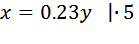 x = 0.23y   |· 5